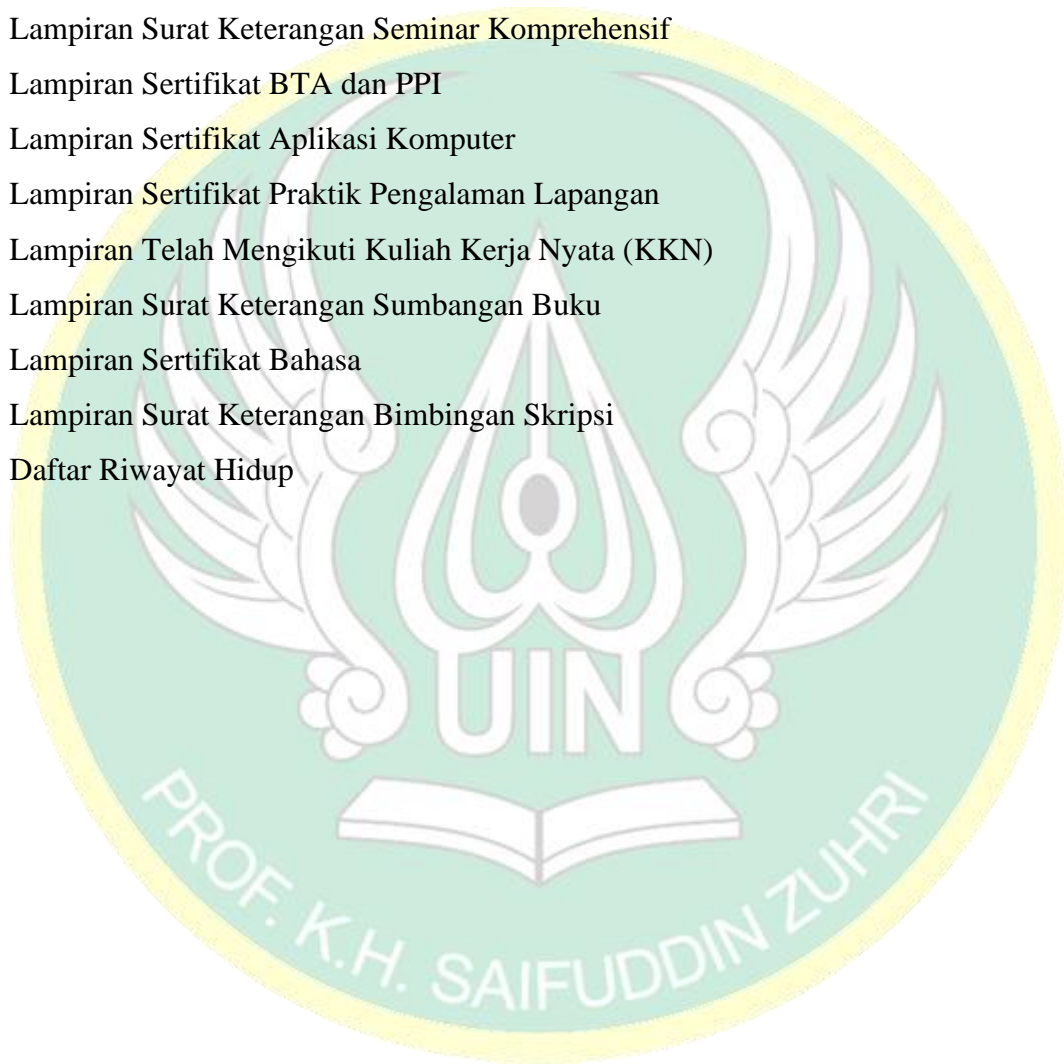 Lampiran Surat Keterangan Seminar Komprehensif
Lampiran Sertifikat BTA dan PPI
Lampiran Sertifikat Aplikasi Komputer
Lampiran Sertifikat Praktik Pengalaman Lapangan
Lampiran Telah Mengikuti Kuliah Kerja Nyata (KKN)
Lampiran Surat Keterangan Sumbangan Buku
Lampiran Sertifikat Bahasa
Lampiran Surat Keterangan Bimbingan Skripsi
Daftar Riwayat Hidup
UIN
PROF. K.H. SAIFUDDIN ZUHRI